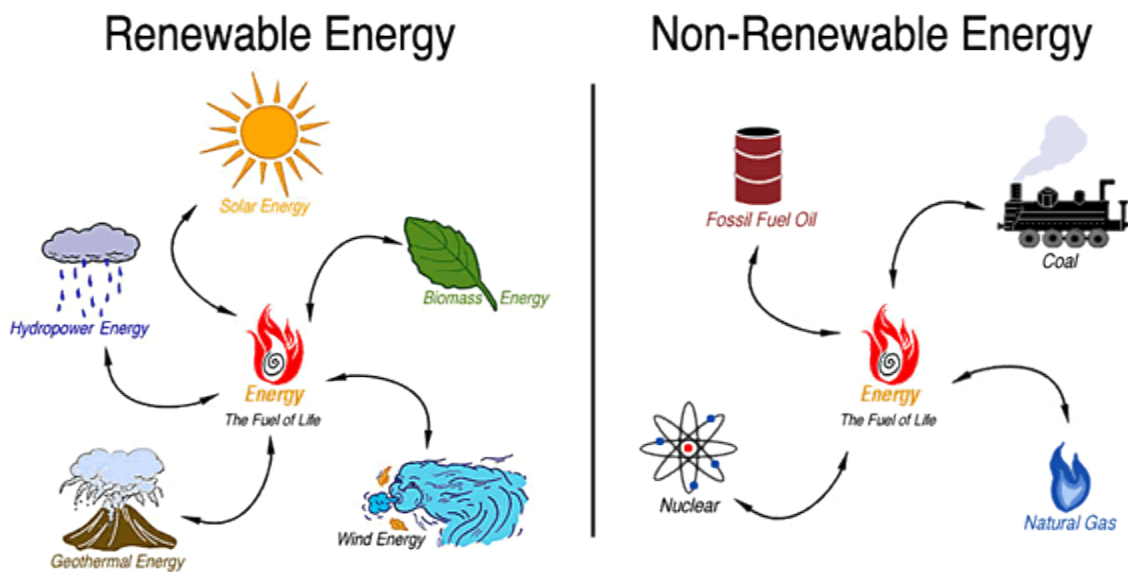 Renewable Energy
Solar Energy
Hydropower Energy
Biomass Energy
Energy
The Fuel of Life
Geothermal Energy
Wind Energy
Non-Renewable Energy
Fossil Fuel Oil
Coal
Energy
The Fuel of Life
Nuclear
Natural Gas